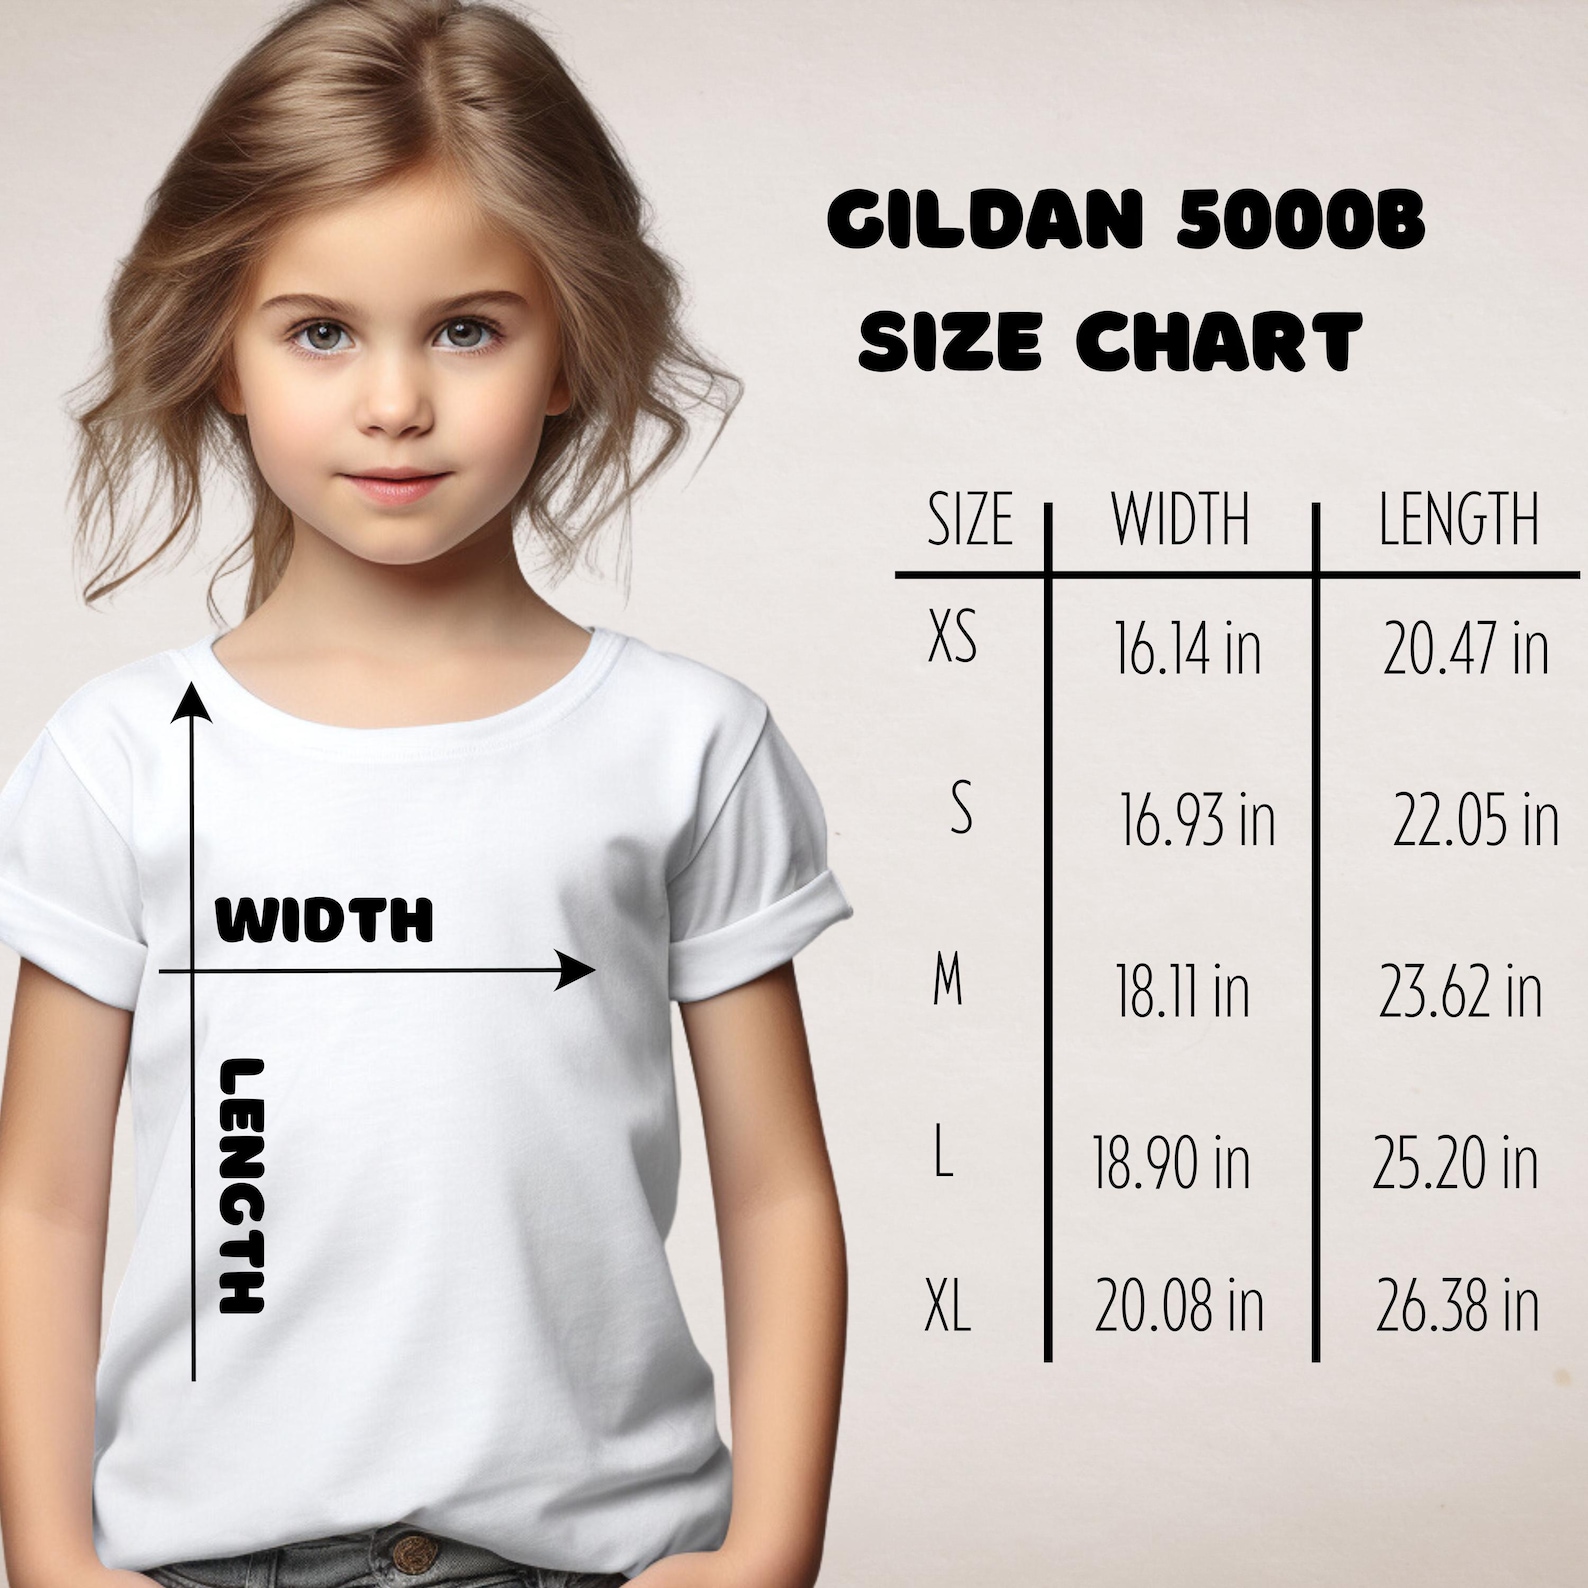 GILDAN 5000B
SIZE CHART
SIZE WIDTH LENGTH
XS 16.14 in 20.47 in
S 16.93 in 22.05 in
M 18.11 in 23.62 in
L 18.90 in 25.20 in
XL 20.08 in 26.38 in
WIDTH
LENGTH